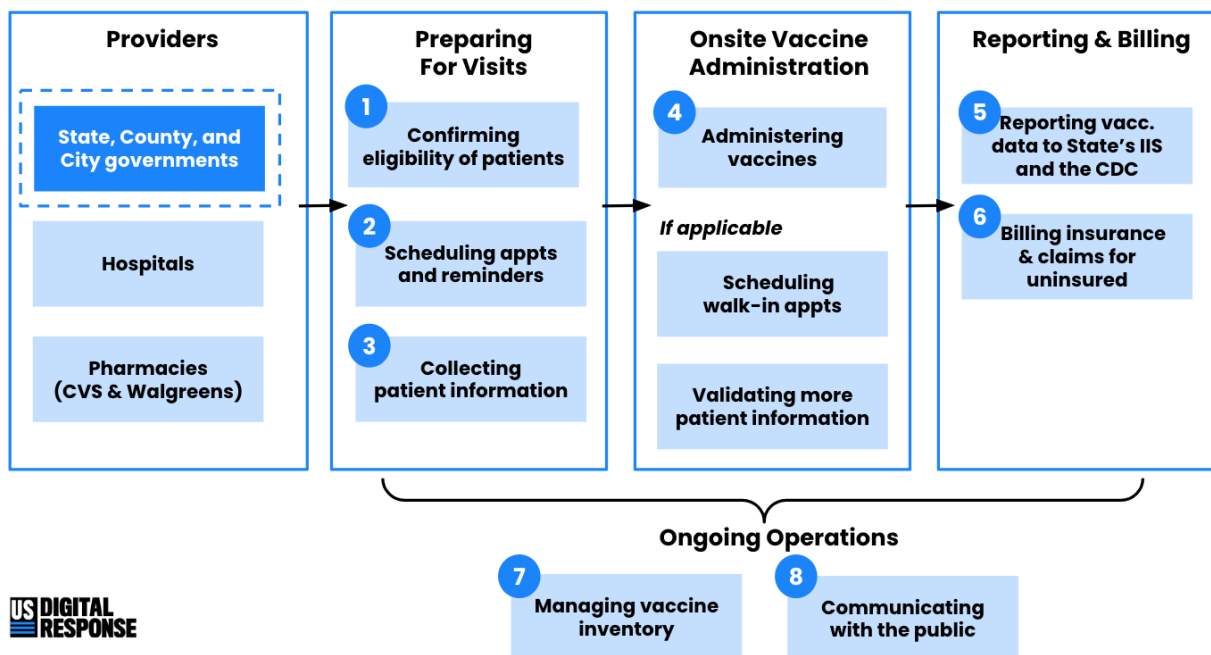 Providers
State, County, and
City governments
Hospitals
Pharmacies
(CVS & Walgreens)
Preparing
For Visits
1
Confirming
eligibility of patients
2
Scheduling appts
and reminders
3
Collecting
patient information
Onsite Vaccine
Administration
4
Administering
vaccines
If applicable
Scheduling
walk-in appts
Validating more
patient information
Reporting & Billing
5
Reporting vacc.
data to State's IIS
and the CDC
6
Billing insurance
& claims for
uninsured
Ongoing Operations
7
Managing vaccine
inventory
8
Communicating
with the public
US DIGITAL
RESPONSE